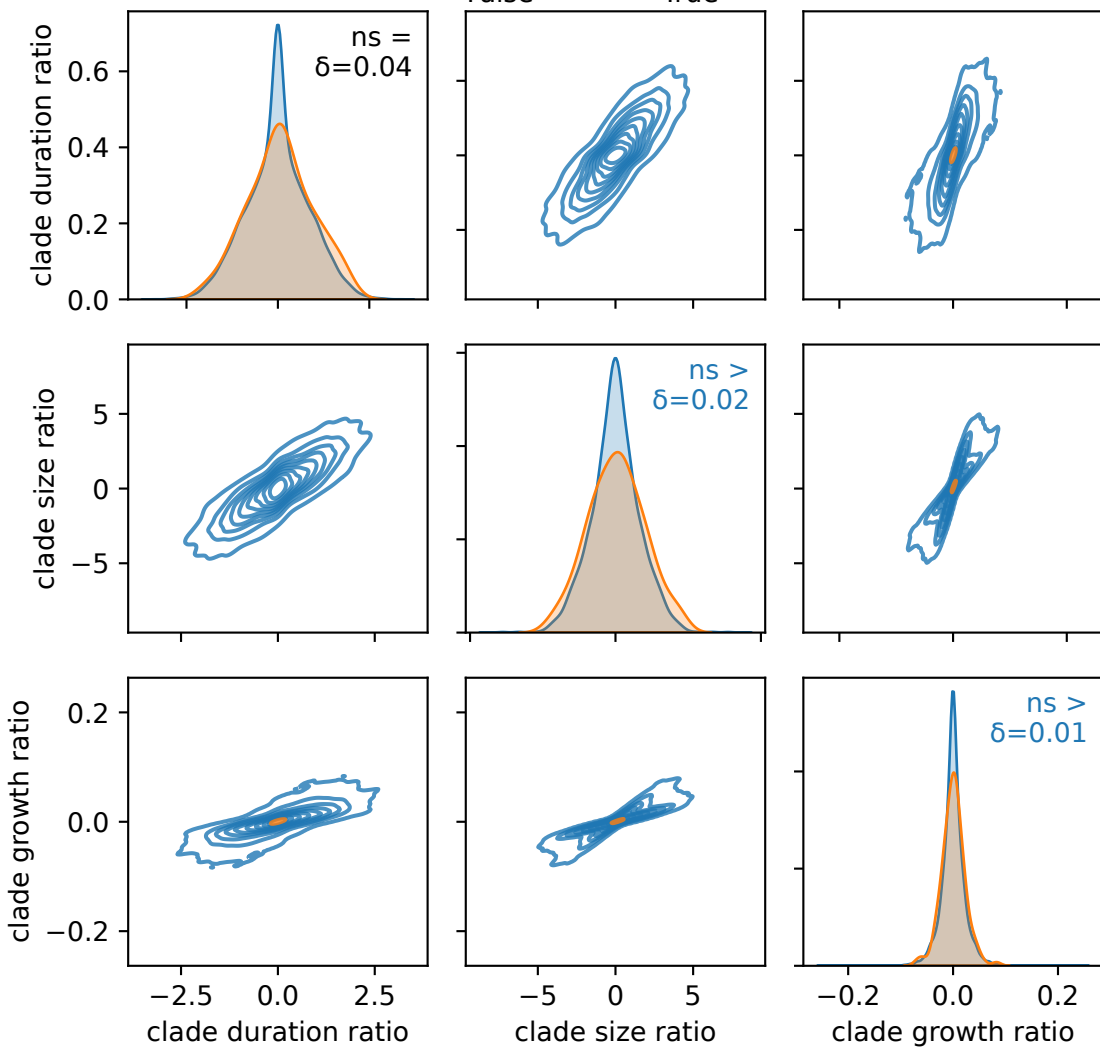 clade duration ratio
0.6
0.4
0.2
0.0
ns =
δ=0.04
clade size ratio
5
0
−5
ns >
δ=0.02
clade growth ratio
0.2
0.0
−0.2
ns >
δ=0.01
−2.5 0.0 2.5
−5 0 5
−0.2 0.0 0.2
clade duration ratio
clade size ratio
clade growth ratio